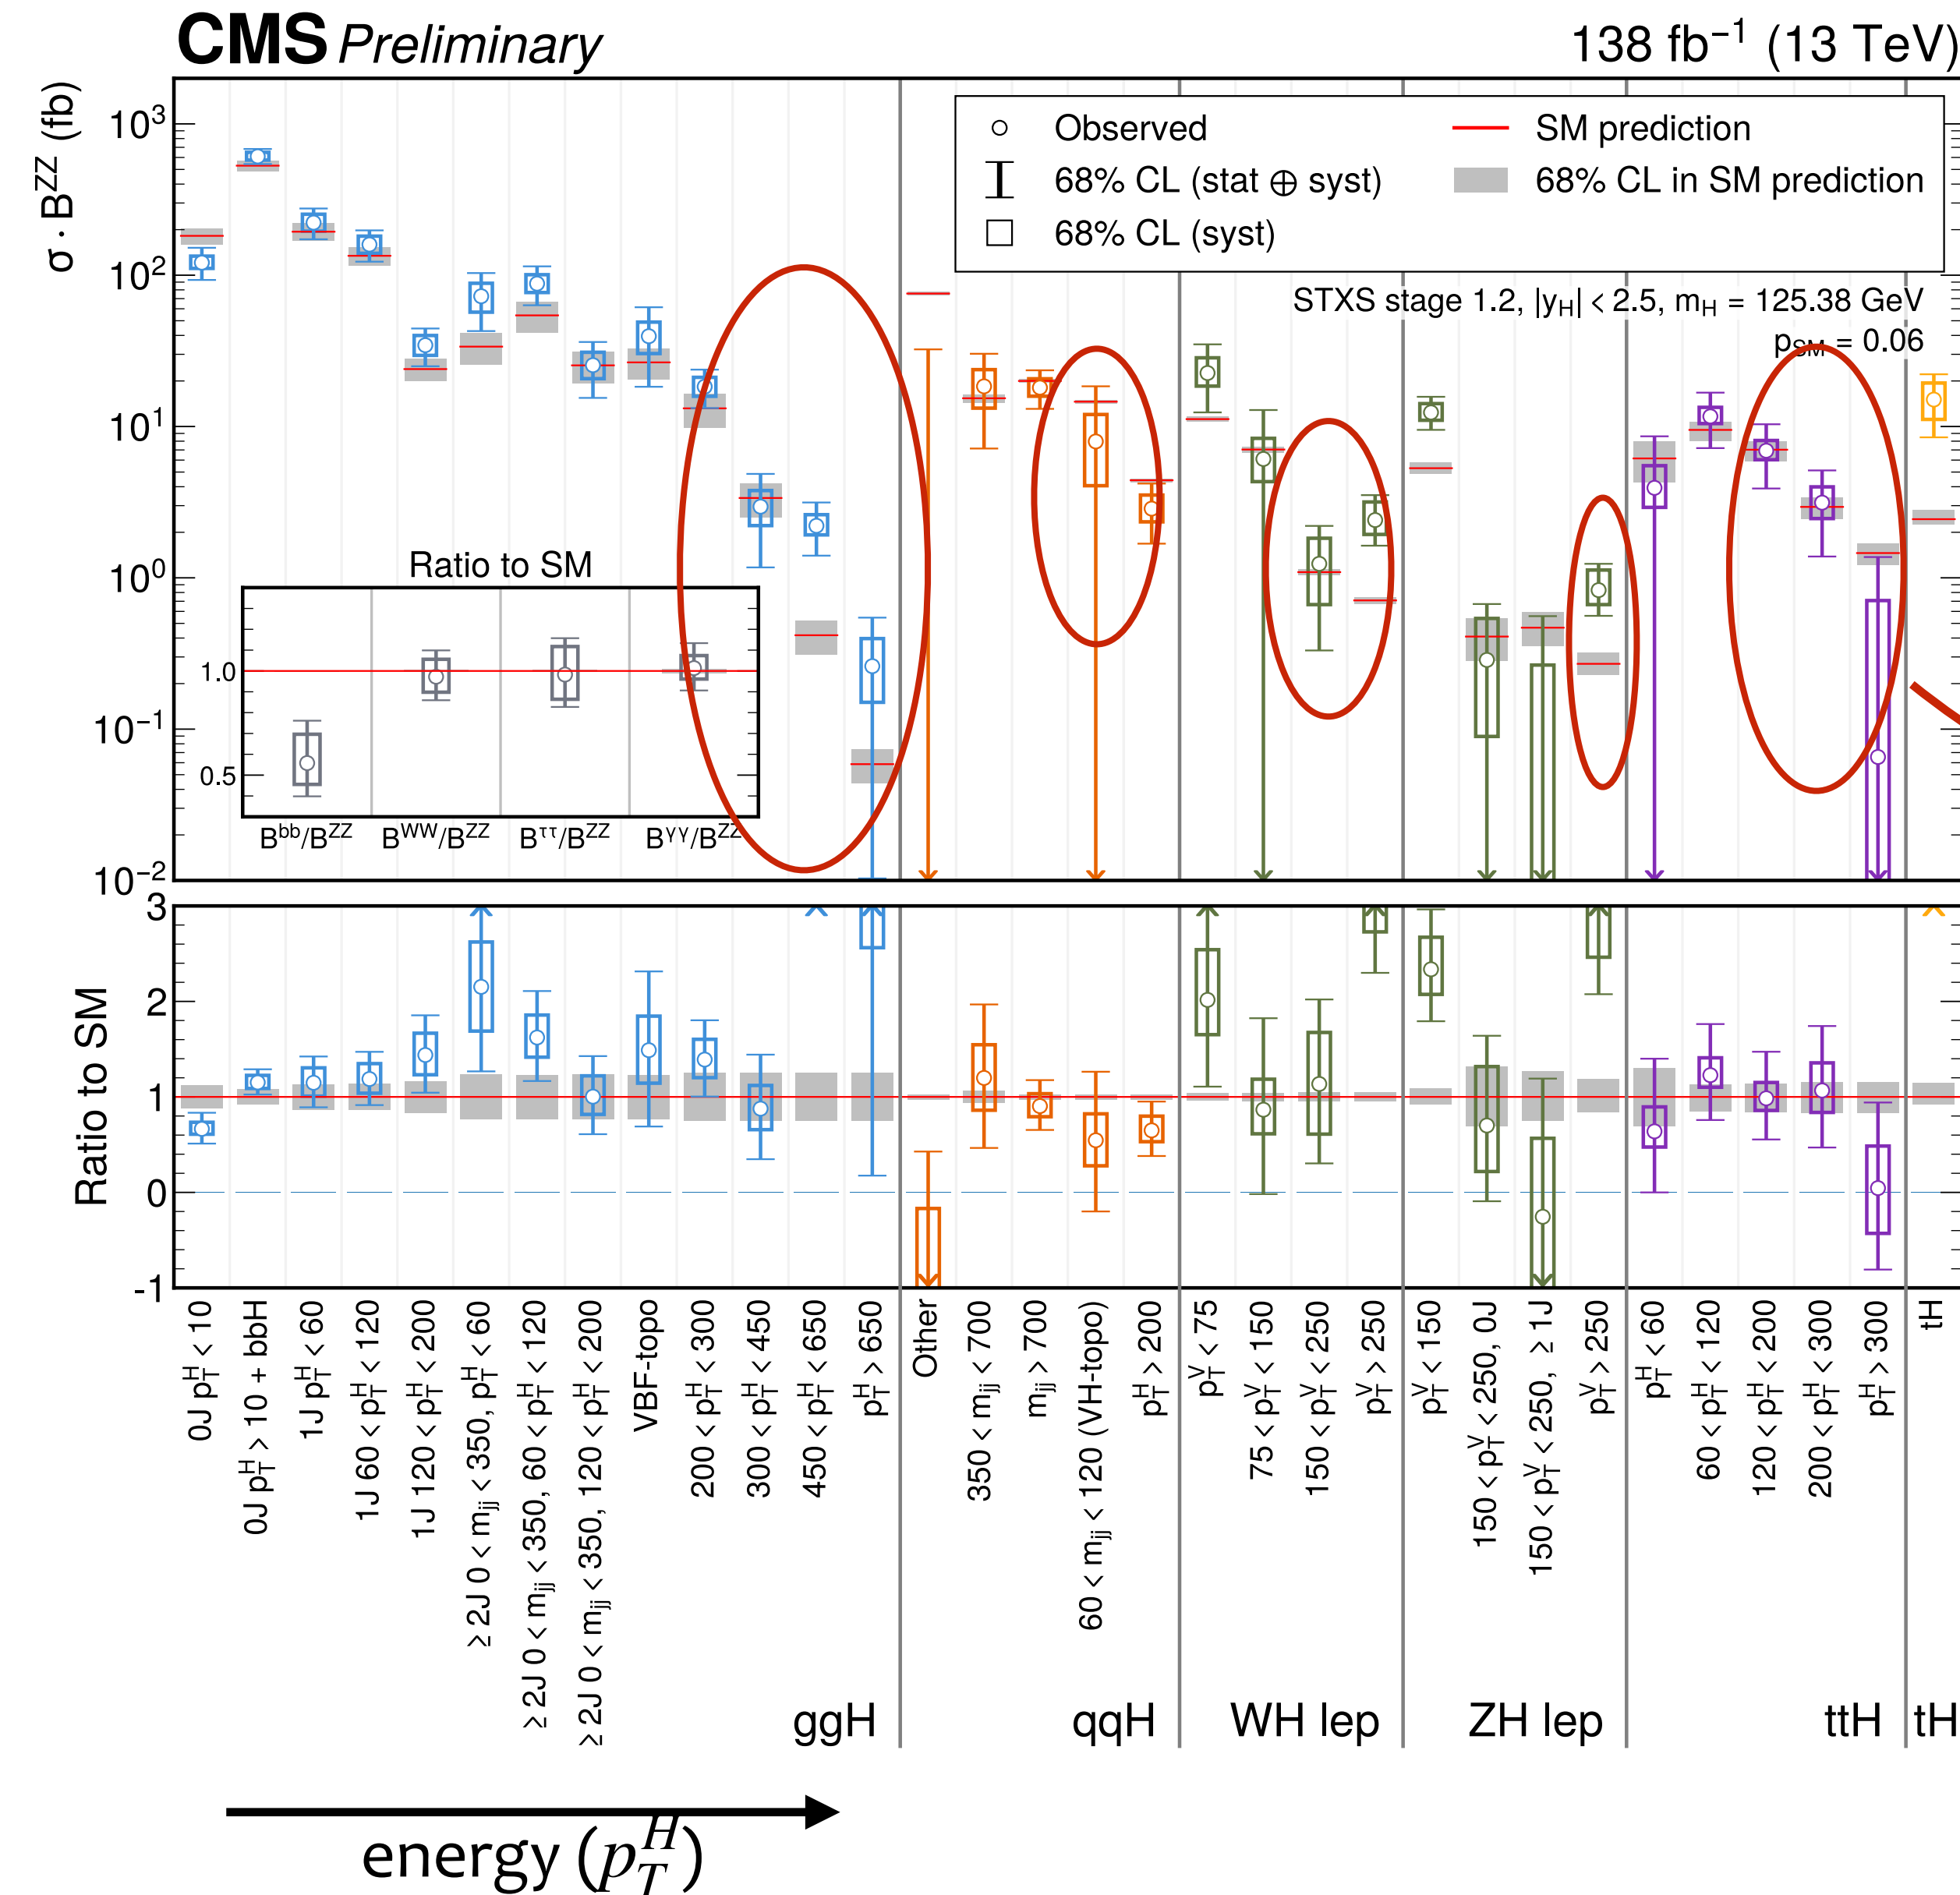 CMS Preliminary
138 fb⁻¹ (13 TeV)
σ · B^ZZ (fb)
10³
10²
10¹
10⁰
10⁻¹
10⁻²
Observed
SM prediction
68% CL (stat ⊕ syst)
68% CL in SM prediction
68% CL (syst)
STXS stage 1.2, |y_H| < 2.5, m_H = 125.38 GeV
p_SM = 0.06
Ratio to SM
1.0
0.5
B^bb/B^ZZ
B^WW/B^ZZ
B^ττ/B^ZZ
B^γγ/B^ZZ
Ratio to SM
3
2
1
0
-1
0J p_T^H < 10
0J p_T^H > 10 + bbH
1J p_T^H < 60
1J 60 < p_T^H < 120
1J 120 < p_T^H < 200
≥ 2J 0 < m_jj < 350, p_T^H < 60
≥ 2J 0 < m_jj < 350, 60 < p_T^H < 120
≥ 2J 0 < m_jj < 350, 120 < p_T^H < 200
VBF-topo
200 < p_T^H < 300
300 < p_T^H < 450
450 < p_T^H < 650
p_T^H > 650
Other
350 < m_jj < 700
m_jj > 700
60 < m_jj < 120 (VH-topo)
p_T^H > 200
p_T^V < 75
75 < p_T^V < 150
150 < p_T^V < 250
p_T^V > 250
p_T^V < 150
150 < p_T^V < 250, 0J
150 < p_T^V < 250, ≥ 1J
p_T^V > 250
p_T^H < 60
60 < p_T^H < 120
120 < p_T^H < 200
200 < p_T^H < 300
p_T^H > 300
tH
ggH
qqH
WH lep
ZH lep
ttH
tH
energy (p_T^H)